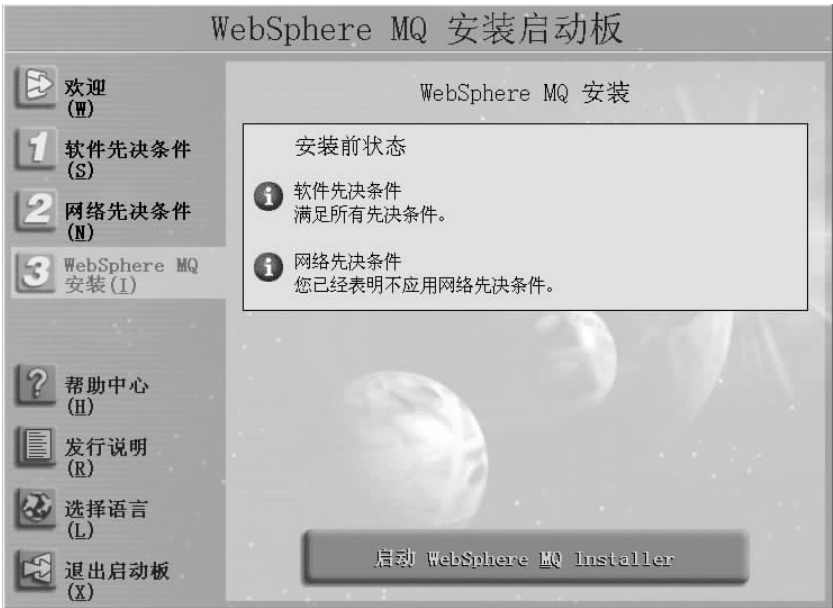 WebSphere MQ 安装启动板
欢迎
(W)
1
软件先决条件
(S)
2
网络先决条件
(N)
3
WebSphere MQ
安装(I)
?
帮助中心
(H)
发行说明
(R)
选择语言
(L)
退出启动板
(X)
WebSphere MQ 安装
安装前状态
i
软件先决条件
满足所有先决条件。
i
网络先决条件
您已经表明不应用网络先决条件。
启动 WebSphere MQ Installer